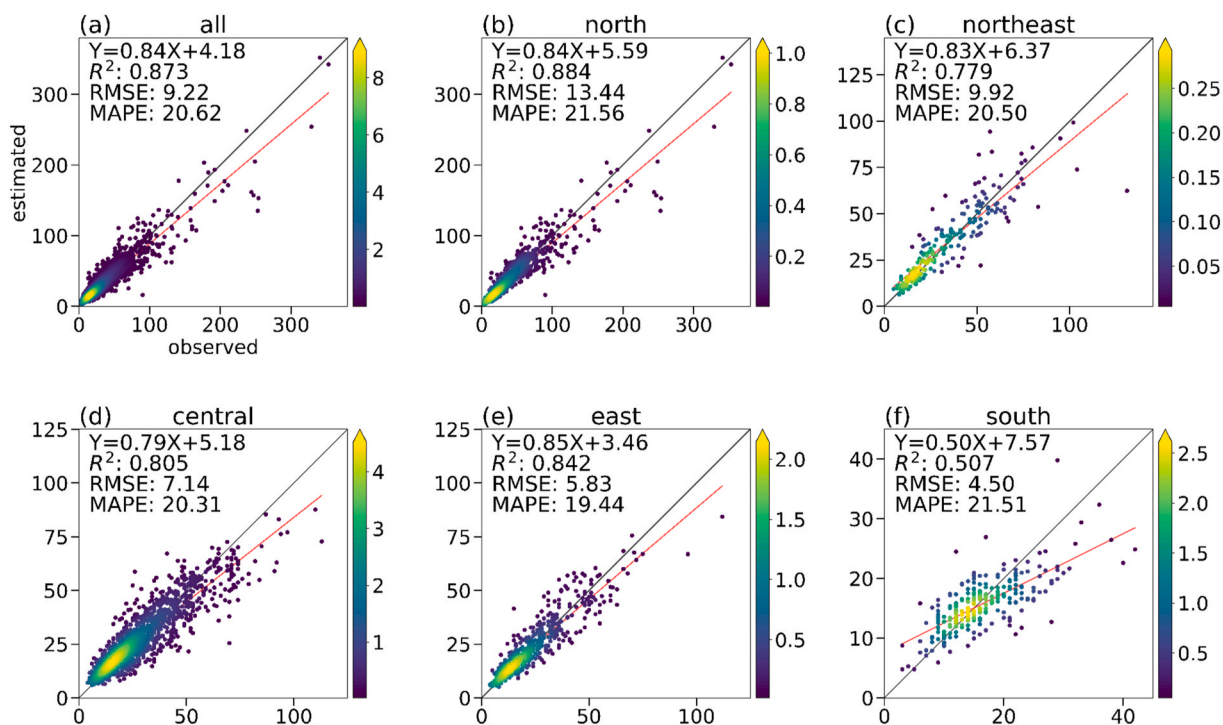 (a) all
Y=0.84X+4.18
R²: 0.873
RMSE: 9.22
MAPE: 20.62
300
200
100
0
0 100 200 300
estimated
observed
8
6
4
2
(b) north
Y=0.84X+5.59
R²: 0.884
RMSE: 13.44
MAPE: 21.56
300
200
100
0
0 100 200 300
1.0
0.8
0.6
0.4
0.2
(c) northeast
Y=0.83X+6.37
R²: 0.779
RMSE: 9.92
MAPE: 20.50
125
100
75
50
25
0
0 50 100
0.25
0.20
0.15
0.10
0.05
(d) central
Y=0.79X+5.18
R²: 0.805
RMSE: 7.14
MAPE: 20.31
125
100
75
50
25
0
0 50 100
4
3
2
1
(e) east
Y=0.85X+3.46
R²: 0.842
RMSE: 5.83
MAPE: 19.44
125
100
75
50
25
0
0 50 100
2.0
1.5
1.0
0.5
(f) south
Y=0.50X+7.57
R²: 0.507
RMSE: 4.50
MAPE: 21.51
40
30
20
10
0
0 20 40
2.5
2.0
1.5
1.0
0.5